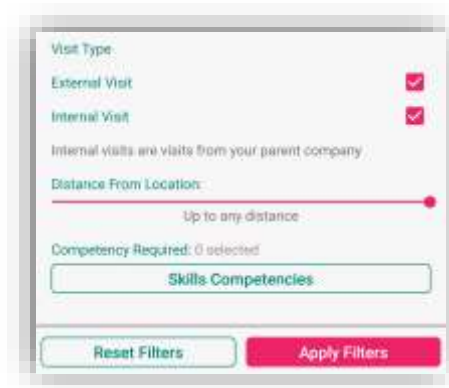 Visit Type
External Visit
Internal Visit
Internal visits are visits from your parent company
Distance From Location:
Up to any distance
Competency Required: 0 selected
Skills Competencies
Reset Filters Apply Filters